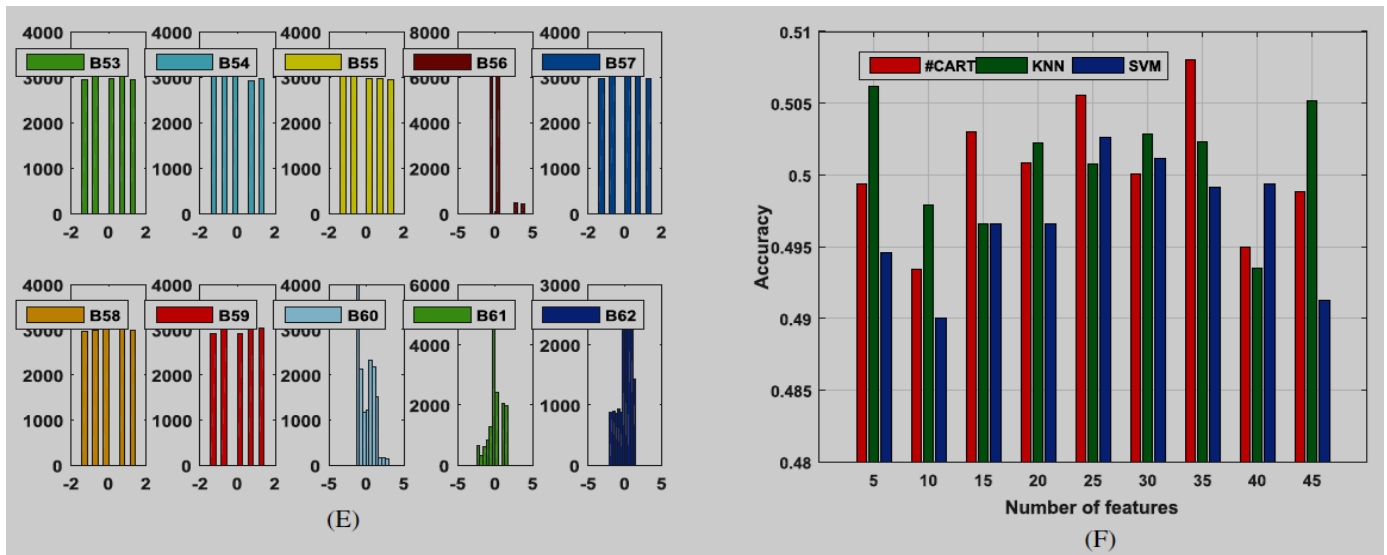 4000 4000 4000 8000 4000
B53 B54 B55 B56 B57
3000 3000 3000 6000 3000
2000 2000 2000 4000 2000
1000 1000 1000 2000 1000
0 0 0 0 0
-2 0 2 -2 0 2 -2 0 2 -5 0 5 -2 0 2
4000 4000 4000 6000 3000
B58 B59 B60 B61 B62
3000 3000 3000
2000 2000 2000 4000 2000
1000 1000 1000 2000 1000
0 0 0 0 0
-2 0 2 -2 0 2 -5 0 5 -5 0 5 -5 0 5
(E)
0.51
#CART KNN SVM
0.505
0.5
0.495
0.49
0.485
0.48
Accuracy
5 10 15 20 25 30 35 40 45
Number of features
(F)